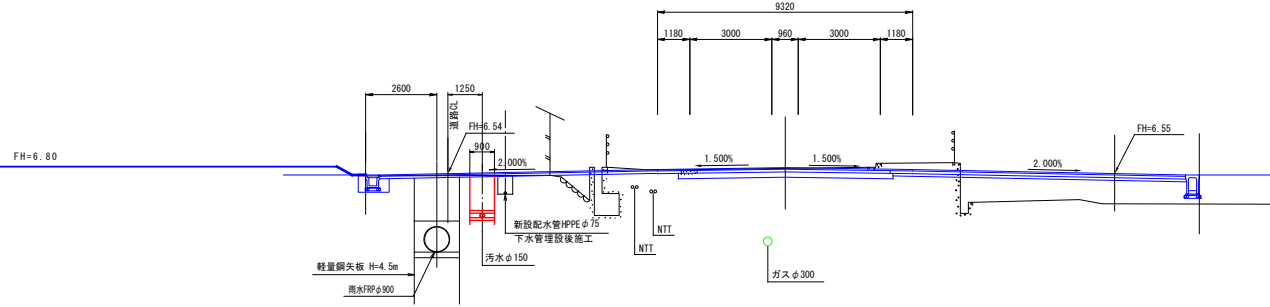 9320
1180
3000
960
3000
1180
2600
1250
道路CL
FH=6.54
FH=6.55
FH=6.80
900
2.000%
1.500%
1.500%
2.000%
新設配水管HPPEφ75
下水管埋設後施工
NTT
NTT
汚水φ150
軽量鋼矢板 H=4.5m
ガスφ300
雨水FRPφ900